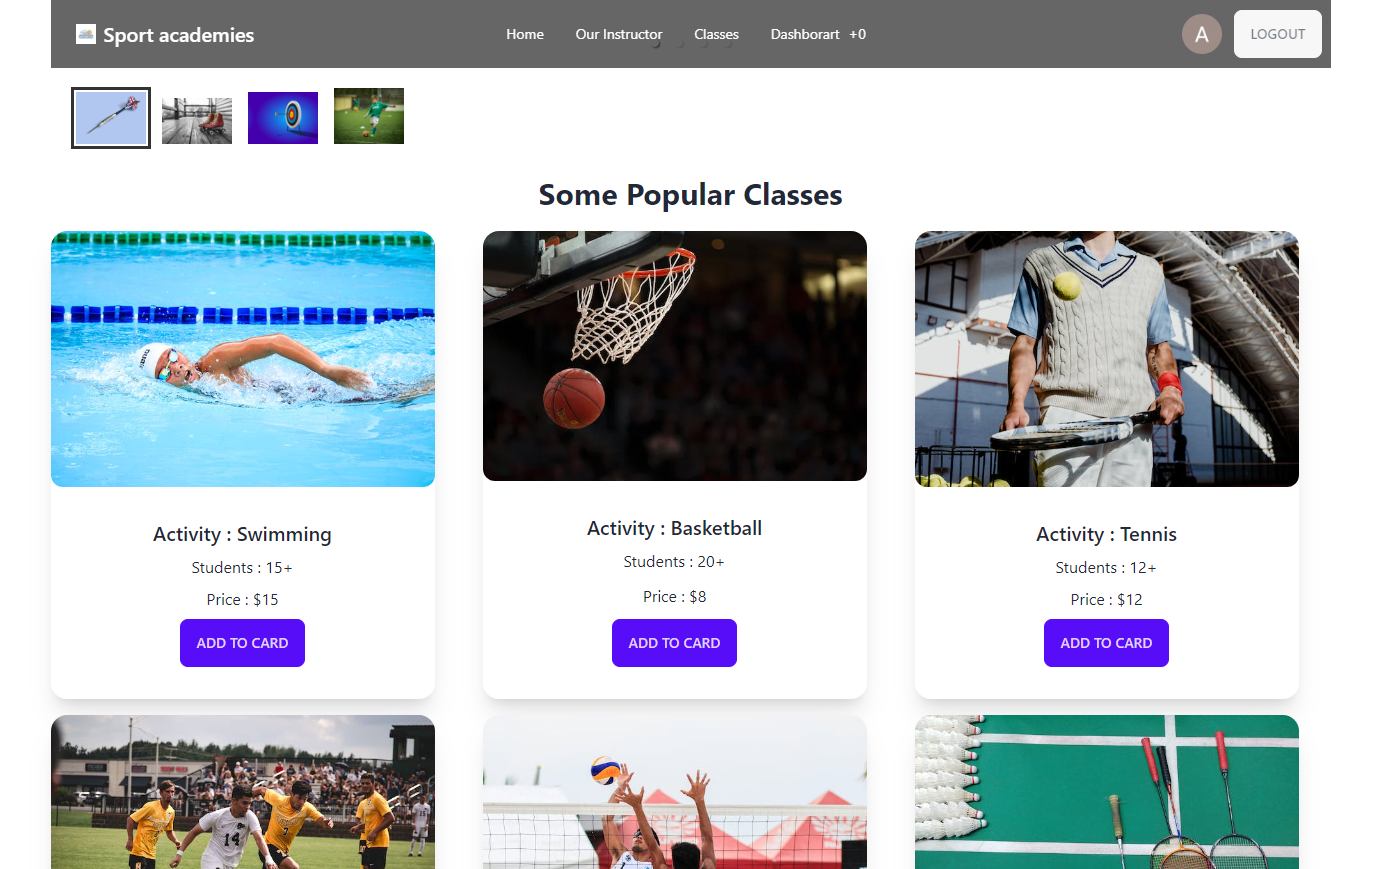 Sport academies
Home Our Instructor Classes Dashborart +0
A
LOGOUT
Some Popular Classes
Activity : Swimming
Students : 15+
Price : $15
ADD TO CARD
Activity : Basketball
Students : 20+
Price : $8
ADD TO CARD
Activity : Tennis
Students : 12+
Price : $12
ADD TO CARD
14
7